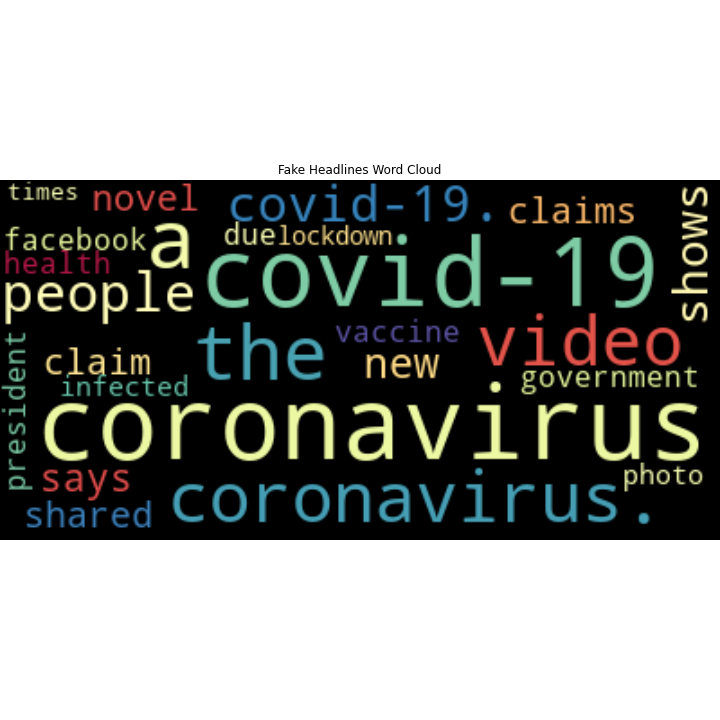 Fake Headlines Word Cloud
times
novel
covid-19.
claims
shows
facebook
a
due
lockdown
health
people
covid-19
the
vaccine
video
president
claim
new
government
infected
coronavirus
says
photo
shared
coronavirus.